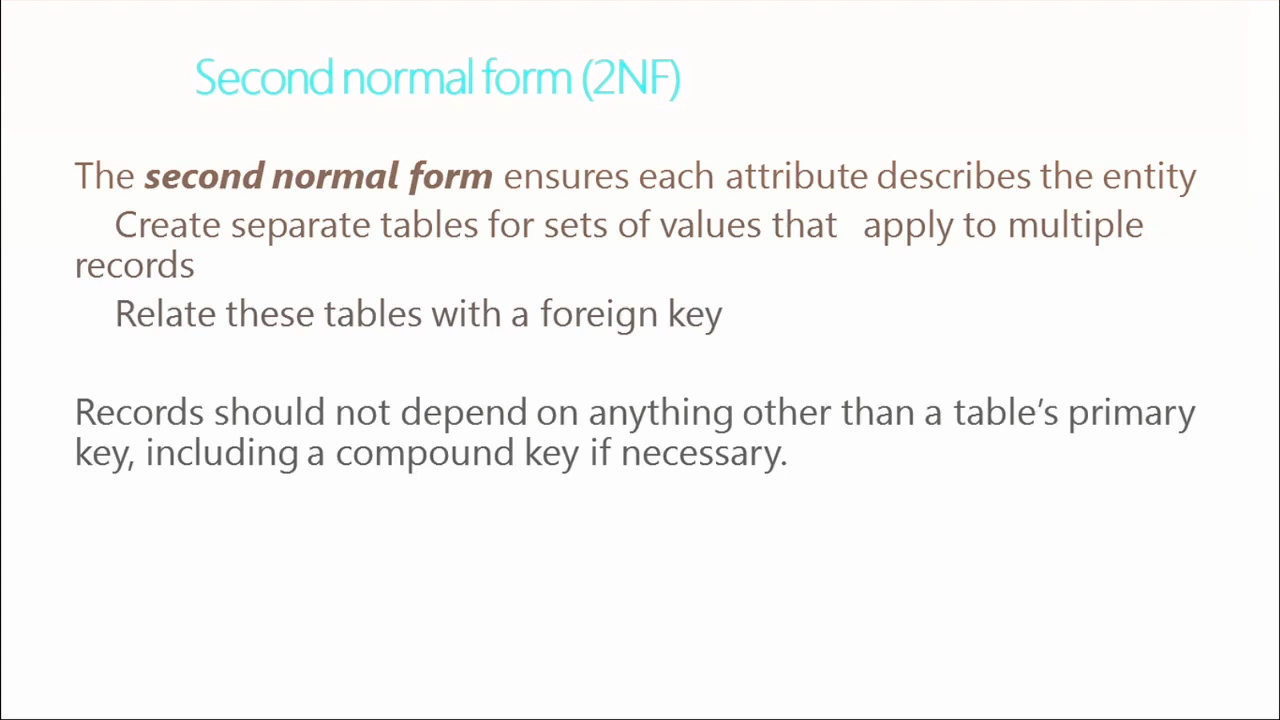 Second normal form (2NF)
The second normal form ensures each attribute describes the entity
Create separate tables for sets of values that apply to multiple
records
Relate these tables with a foreign key
Records should not depend on anything other than a table’s primary
key, including a compound key if necessary.